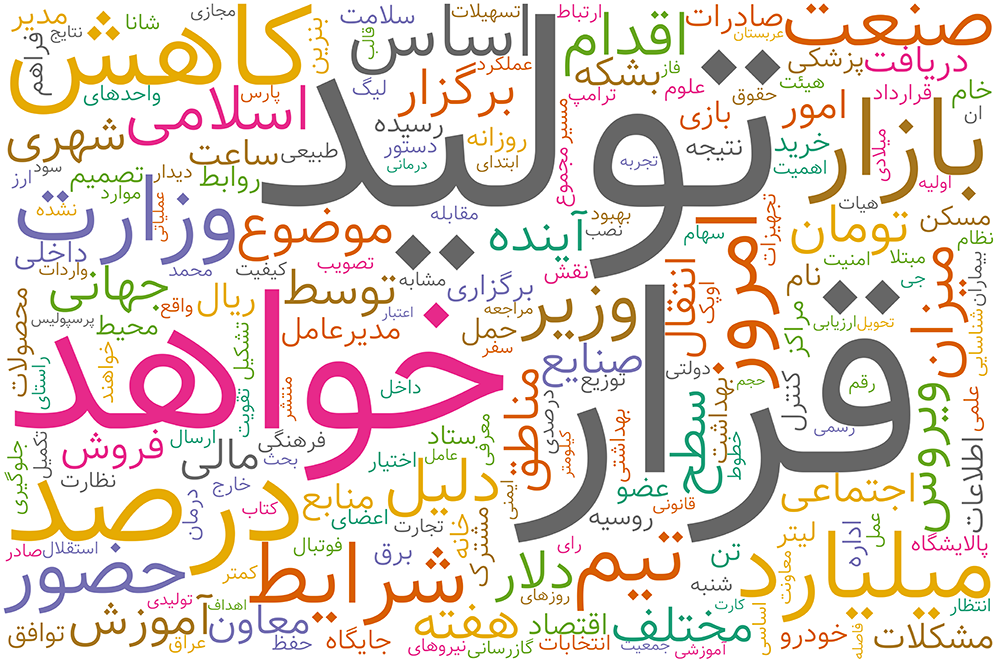 صنعت
صادرات
ارتباط
تسهیلات
سلامت
مجازی
مدیر
شانا
نتایج
عربستان
اقدام
اساس
قالب
بنزین
کاهش
فراهم
پزشکی
حقوق
فاز
بشکه
عملکرد
دریافت
هیئت
علوم
ترامپ
لیگ
برگزار
پارس
واحدهای
خام
قرارداد
امور
بازی
مسیر
اسلامی
ان
بازار
میلادی
خرید
نتیجه
تولید
روزانه
رسیده
دستور
طبیعی
ساعت
شهری
اولیه
اهمیت
تجربه
مجموع
ابتدای
درمانی
روابط
دیدار
تصمیم
سود
ارز
موارد
مسکن
هیات
تومان
سهام
بهبود
نصب
مقابله
موضوع
وزارت
عملیاتی
نشده
نظام
امنیت
مبتلا
تجهیزات
امروز
آینده
نقش
مشابه
تصویب
کیفیت
محمد
داخلی
واردات
بیماران
جی
نام
انتقال
اوپک
برگزاری
توسط
ریال
واقع
جهانی
محصولات
شناسایی
میزان
ارزیابی
تحویل
مراکز
وزیر
مراجعه
اعتبار
حمل
مدیرعامل
محیط
پرسپولیس
قرار
دولتی
صنایع
سفر
تشکیل
خواهد
خواهند
راستای
رقم
حجم
بهداشت
توزیع
داخل
منتشر
تقویت
علمی
ویروس
رسمی
کنترل
سطح
بهداشتی
درصدی
مناطق
معرفی
ستاد
فرهنگی
ارسال
فروش
جلوگیری
تکمیل
اطلاعات
خطوط
کیلومتر
عامل
اختیار
بحث
مالی
نظارت
اجتماعی
قانونی
عضو
ایمنی
دلیل
منابع
خارج
درصد
درمان
پالایشگاه
عمل
اداره
لیتر
روسیه
مشترک
خانه
تجارت
اعضای
کتاب
استقلال
صادر
میلیارد
معاونت
تن
رای
تیم
دلار
برق
فوتبال
شرایط
کمتر
حضور
انتظار
شنبه
روزهای
تولیدی
اهداف
مشکلات
خودرو
فاصله
اساسی
کارت
مختلف
اقتصاد
هفته
جایگاه
معاون
آموزش
توافق
جمعیت
آموزشی
انتخابات
گازرسانی
نیروهای
حفظ
عراق